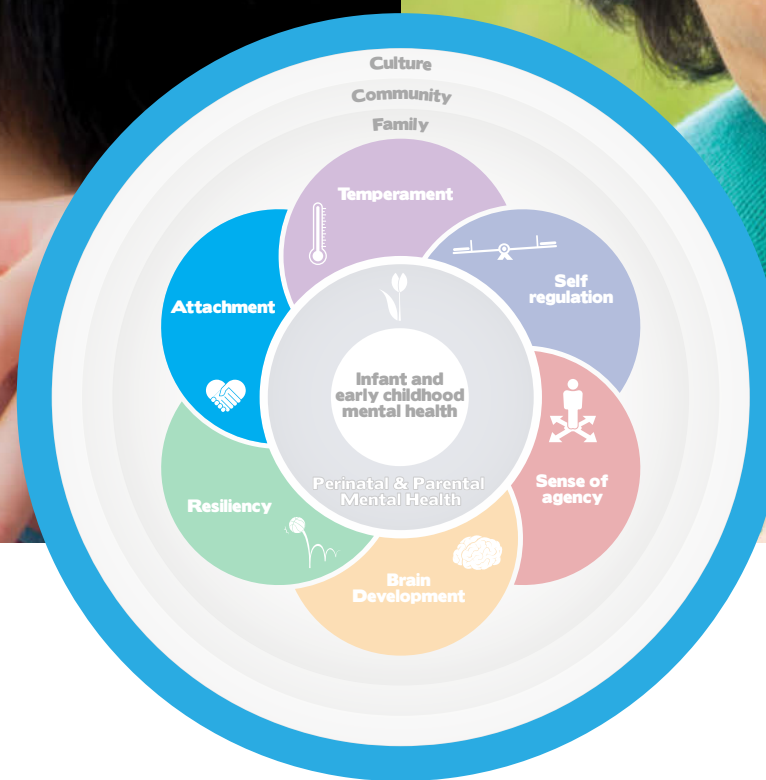 Culture
Community
Family
Temperament
Self
regulation
Attachment
Infant and
early childhood
mental health
Sense of
agency
Perinatal & Parental
Mental Health
Resiliency
Brain
Development